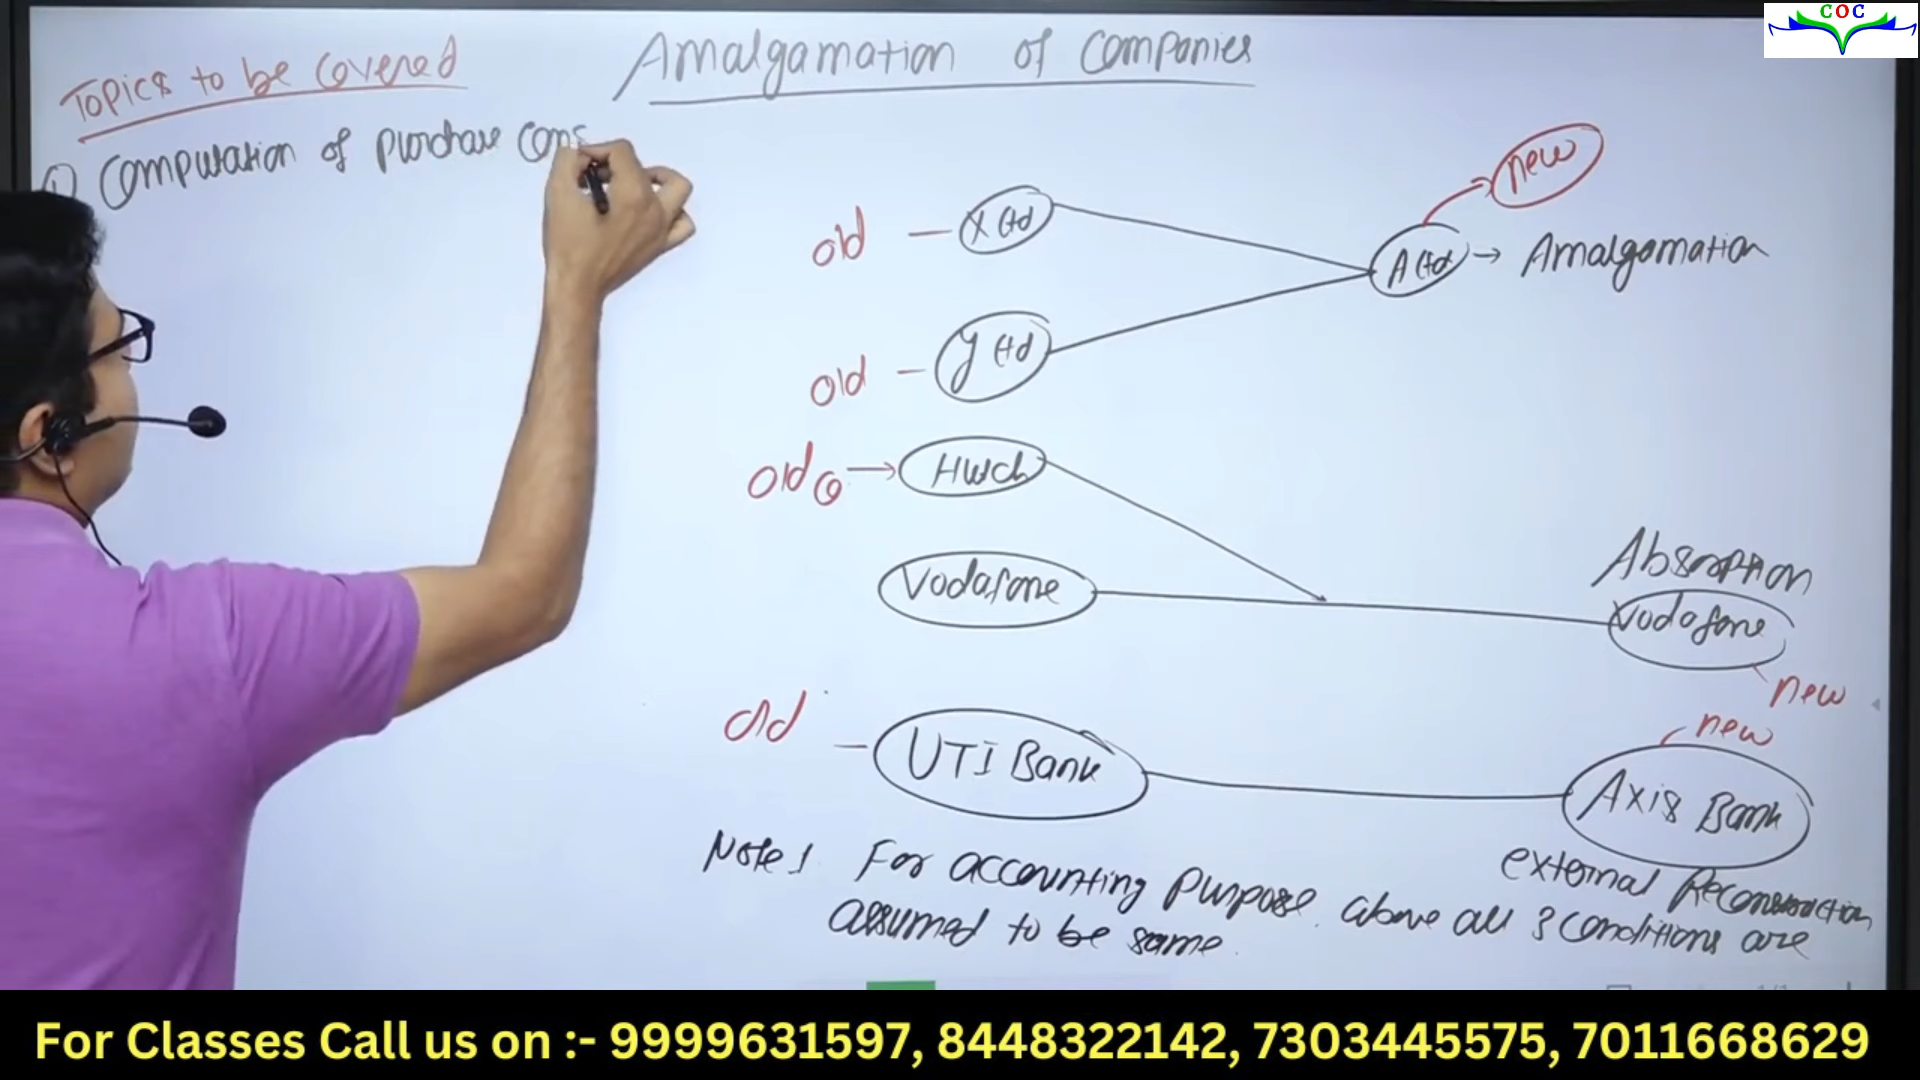 COC
Amalgamation of Companies
Topics to be Covered
① Computation of purchase Cons
new
old — X Ltd
A Ltd → Amalgamation
old — Y Ltd
old → Hutch
Absorption
Vodafone
Vodafone
new
old — UTI Bank
new
Axis Bank
external Reconstruction
Note 1 For accounting Purpose above all 3 Conditions are
assumed to be same.
For Classes Call us on :- 9999631597, 8448322142, 7303445575, 7011668629